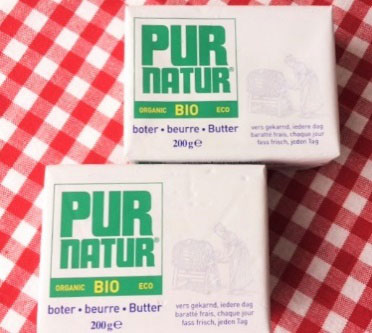 PUR
NATUR®
ORGANIC BIO ECO
boter • beurre • Butter
200g℮
vers gekarnd, iedere dag
baratté frais, chaque jour
fass frisch, jeden Tag
PUR
NATUR®
ORGANIC BIO ECO
boter • beurre • Butter
200g℮
vers gekarnd, iedere dag
baratté frais, chaque jour
fass frisch, jeden Tag